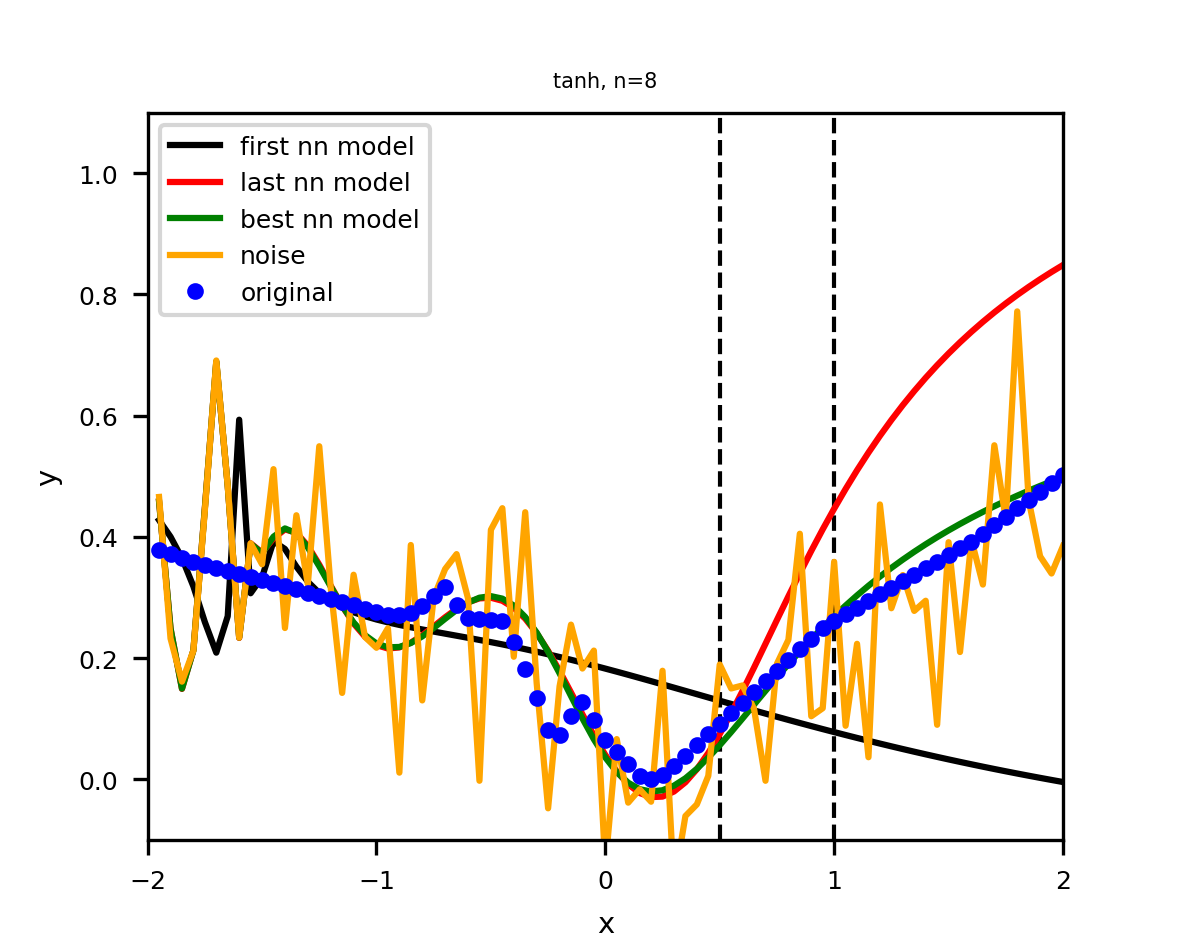 tanh, n=8
first nn model
last nn model
best nn model
noise
original
y
1.0
0.8
0.6
0.4
0.2
0.0
−2 −1 0 1 2
x